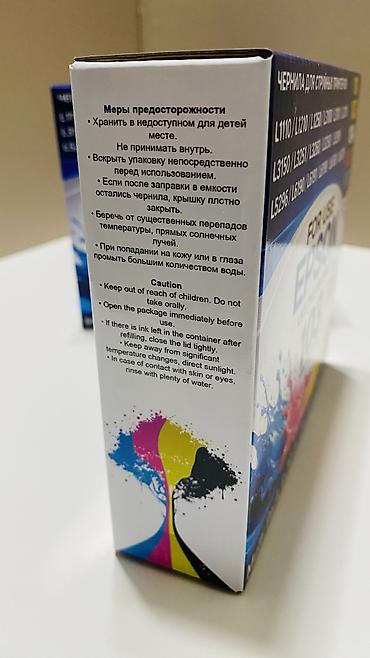 Меры предосторожности
• Хранить в недоступном для детей
месте.
Не принимать внутрь.
• Вскрыть упаковку непосредственно
перед использованием.
• Если после заправки в емкости
остались чернила, крышку плотно
закрыть.
• Беречь от существенных перепадов
температуры, прямых солнечных
лучей.
• При попадании на кожу или в глаза
промыть большим количеством воды.
Caution
• Keep out of reach of children. Do not
take orally.
• Open the package immediately before
use.
• If there is ink left in the container after
refilling, close the lid tightly.
• Keep away from significant
temperature changes, direct sunlight.
• In case of contact with skin or eyes,
rinse with plenty of water.
ЧЕРНИЛА ДЛЯ СТРУЙНЫХ ПРИНТЕРОВ
L1110 / L3210 / L3250
L3150 / L3251
FOR USE
EPSON